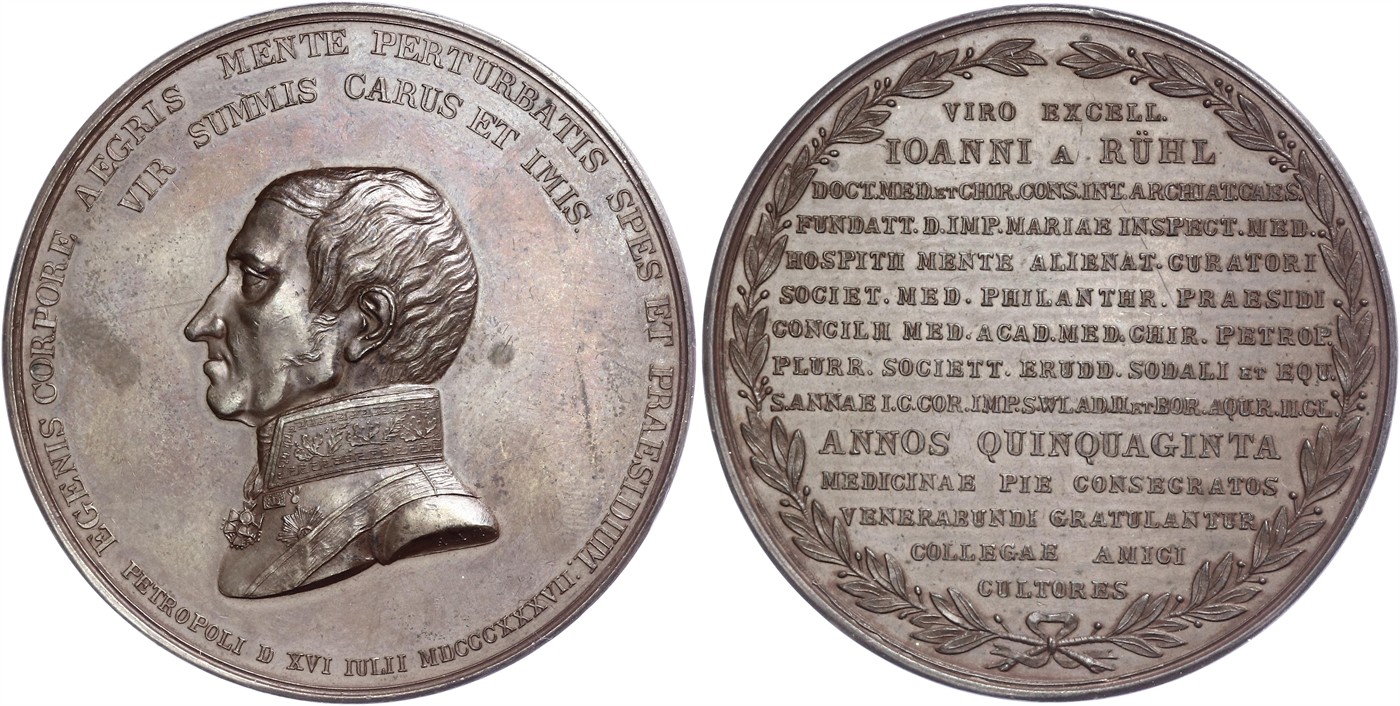 EGENIS CORPORE AEGRIS MENTE PERTURBATIS SPES ET PRAESIDIUM
VIR SUMMIS CARUS ET IMIS.
PETROPOLI D XVI IULII MDCCCXXXVII.
VIRO EXCELL.
IOANNI A RÜHL
DOCT.MED.ET CHIR.CONS.INT.ARCHIAT.CAES.
FUNDATT.D.IMP.MARIAE INSPECT.MED.
HOSPITII MENTE ALIENAT.CURATORI
SOCIET.MED.PHILANTHR.PRAESIDI
CONCILII MED.ACAD.MED.CHIR.PETROP.
PLURR.SOCIETT.ERUDD.SODALI ET EQU.
S.ANNAE I.C.COR.IMP.S.WLAD.II ET BOR.AQU.R.II.CL.
ANNOS QUINQUAGINTA
MEDICINAE PIE CONSECRATOS
VENERABUNDI GRATULANTUR
COLLEGAE AMICI
CULTORES